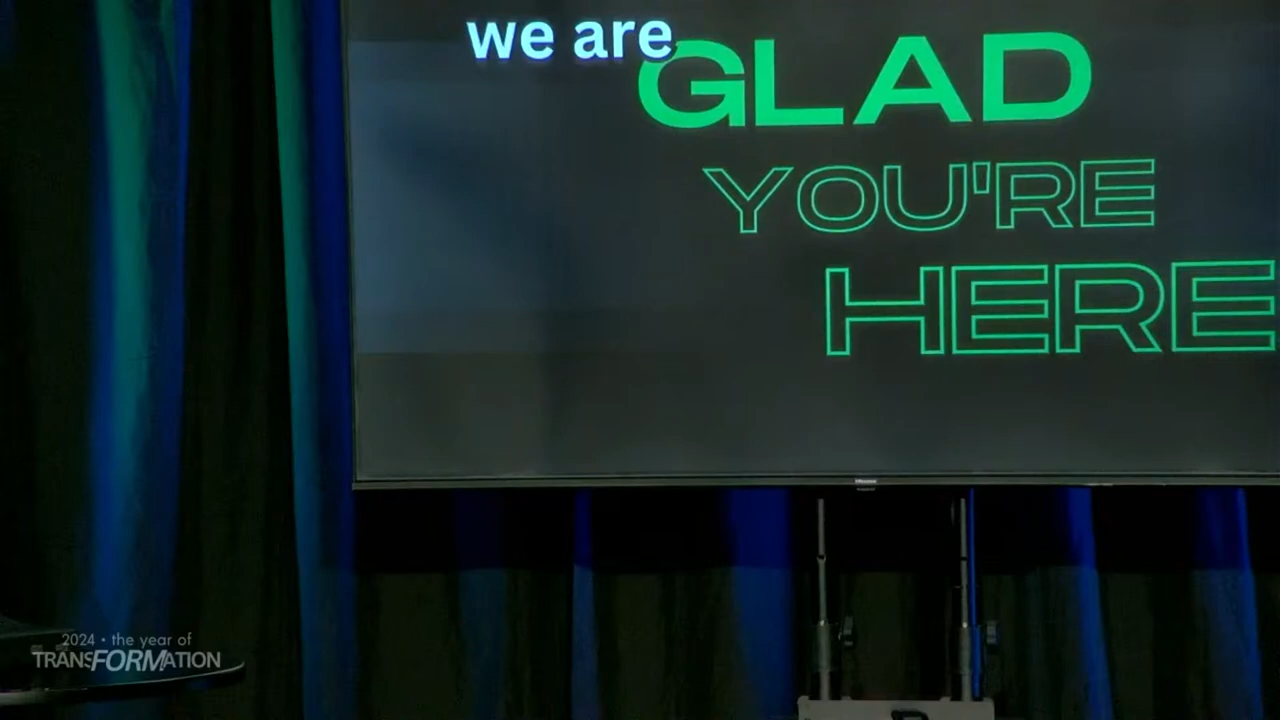 we are
GLAD
YOU'RE
HERE
2024 • the year of
TRANSFORMATION